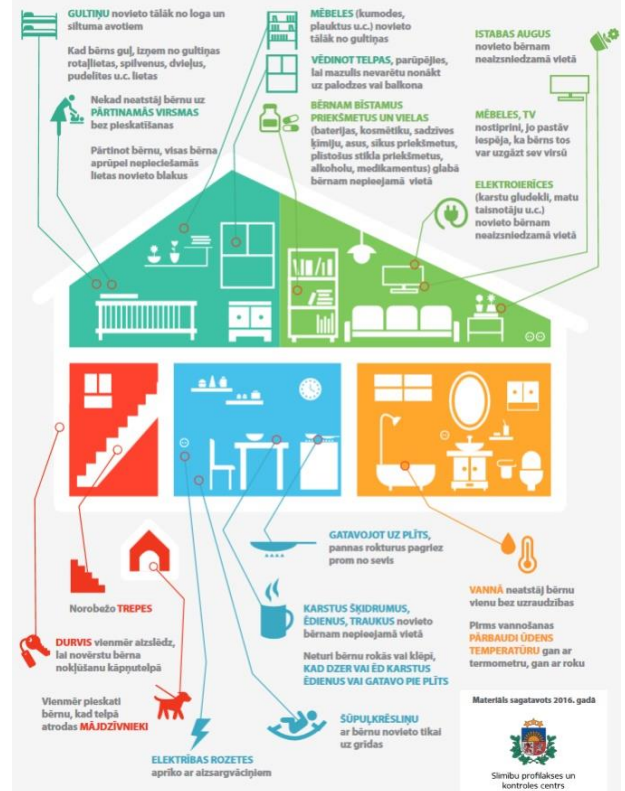 GULTIŅU novieto tālāk no loga un
siltuma avotiem
Kad bērns guļ, izņem no gultiņas
rotaļlietas, spilvenus, dvieļus,
pudelītes u.c. lietas
Nekad neatstāj bērnu uz
PĀRTINAMĀS VIRSMAS
bez pieskatīšanas
Pārtinot bērnu, visas bērna
aprūpei nepieciešamās
lietas novieto blakus
MĒBELES (kumodes,
plauktus u.c.) novieto
tālāk no gultiņas
VĒDINOT TELPAS, parūpējies,
lai mazulis nevarētu nonākt
uz palodzes vai balkona
BĒRNAM BĪSTAMUS
PRIEKŠMETUS UN VIELAS
(baterijas, kosmētiku, sadzīves
ķīmiju, asus, sīkus priekšmetus,
plīstošus stikla priekšmetus,
alkoholu, medikamentus) glabā
bērnam nepieejamā vietā
ISTABAS AUGUS
novieto bērnam
neaizsniedzamā vietā
MĒBELES, TV
nostiprini, jo pastāv
iespēja, ka bērns tos
var uzgāzt sev virsū
ELEKTROIERĪCES
(karstu gludekli, matu
taisnotāju u.c.)
novieto bērnam
neaizsniedzamā vietā
Norobežo TREPES
DURVIS vienmēr aizslēdz,
lai novērstu bērna
nokļūšanu kāpņutelpā
Vienmēr pieskati
bērnu, kad telpā
atrodas MĀJDZĪVNIEKI
ELEKTRĪBAS ROZETES
aprīko ar aizsargvāciņiem
GATAVOJOT UZ PLĪTS,
pannas rokturus pagriez
prom no sevis
KARSTUS ŠĶIDRUMUS,
ĒDIENUS, TRAUKUS novieto
bērnam nepieejamā vietā
Neturi bērnu rokās vai klēpī,
KAD DZER VAI ĒD KARSTUS
ĒDIENUS VAI GATAVO PIE PLĪTS
ŠŪPUĻKRĒSLIŅU
ar bērnu novieto tikai
uz grīdas
VANNĀ neatstāj bērnu
vienu bez uzraudzības
Pirms vannošanas
PĀRBAUDI ŪDENS
TEMPERATŪRU gan ar
termometru, gan ar roku
Materiāls sagatavots 2016. gadā
Slimību profilakses un
kontroles centrs